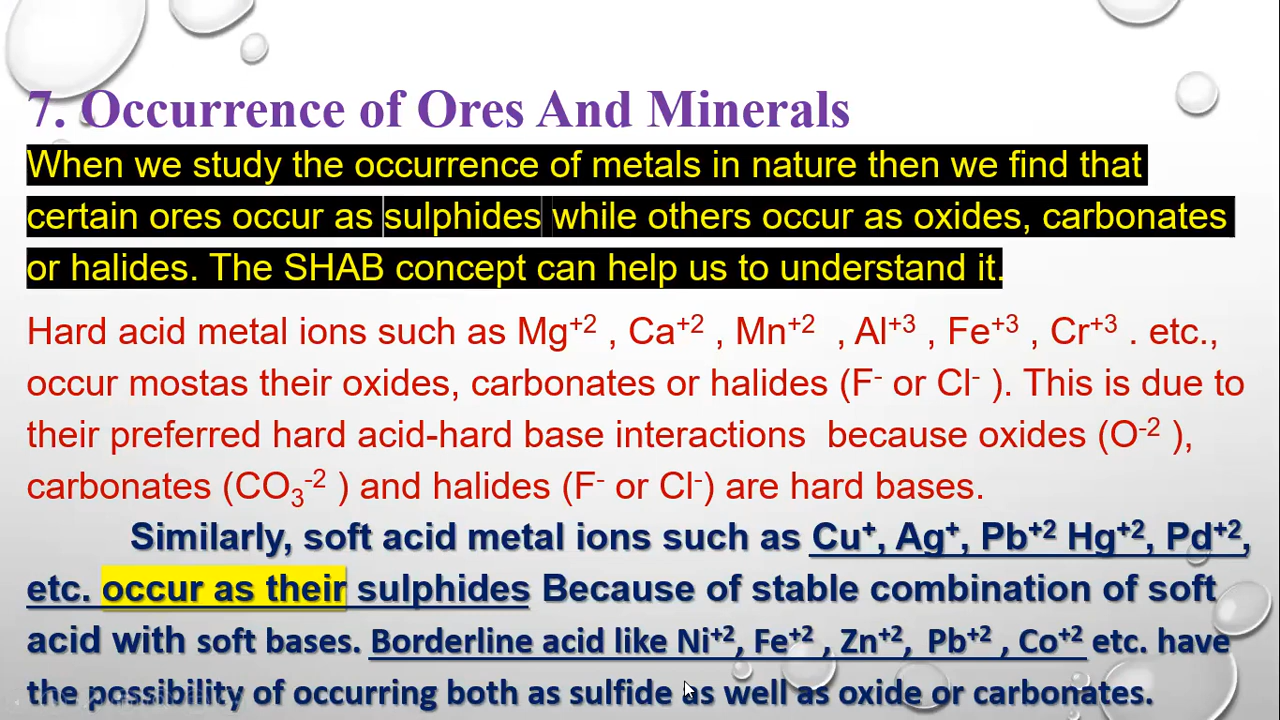 7. Occurrence of Ores And Minerals
When we study the occurrence of metals in nature then we find that
certain ores occur as sulphides while others occur as oxides, carbonates
or halides. The SHAB concept can help us to understand it.
Hard acid metal ions such as Mg⁺² , Ca⁺² , Mn⁺² , Al⁺³ , Fe⁺³ , Cr⁺³ . etc.,
occur mostas their oxides, carbonates or halides (F⁻ or Cl⁻ ). This is due to
their preferred hard acid-hard base interactions because oxides (O⁻² ),
carbonates (CO₃⁻² ) and halides (F⁻ or Cl⁻) are hard bases.
Similarly, soft acid metal ions such as Cu⁺, Ag⁺, Pb⁺² Hg⁺², Pd⁺²,
etc. occur as their sulphides Because of stable combination of soft
acid with soft bases. Borderline acid like Ni⁺², Fe⁺² , Zn⁺², Pb⁺² , Co⁺² etc. have
the possibility of occurring both as sulfide as well as oxide or carbonates.